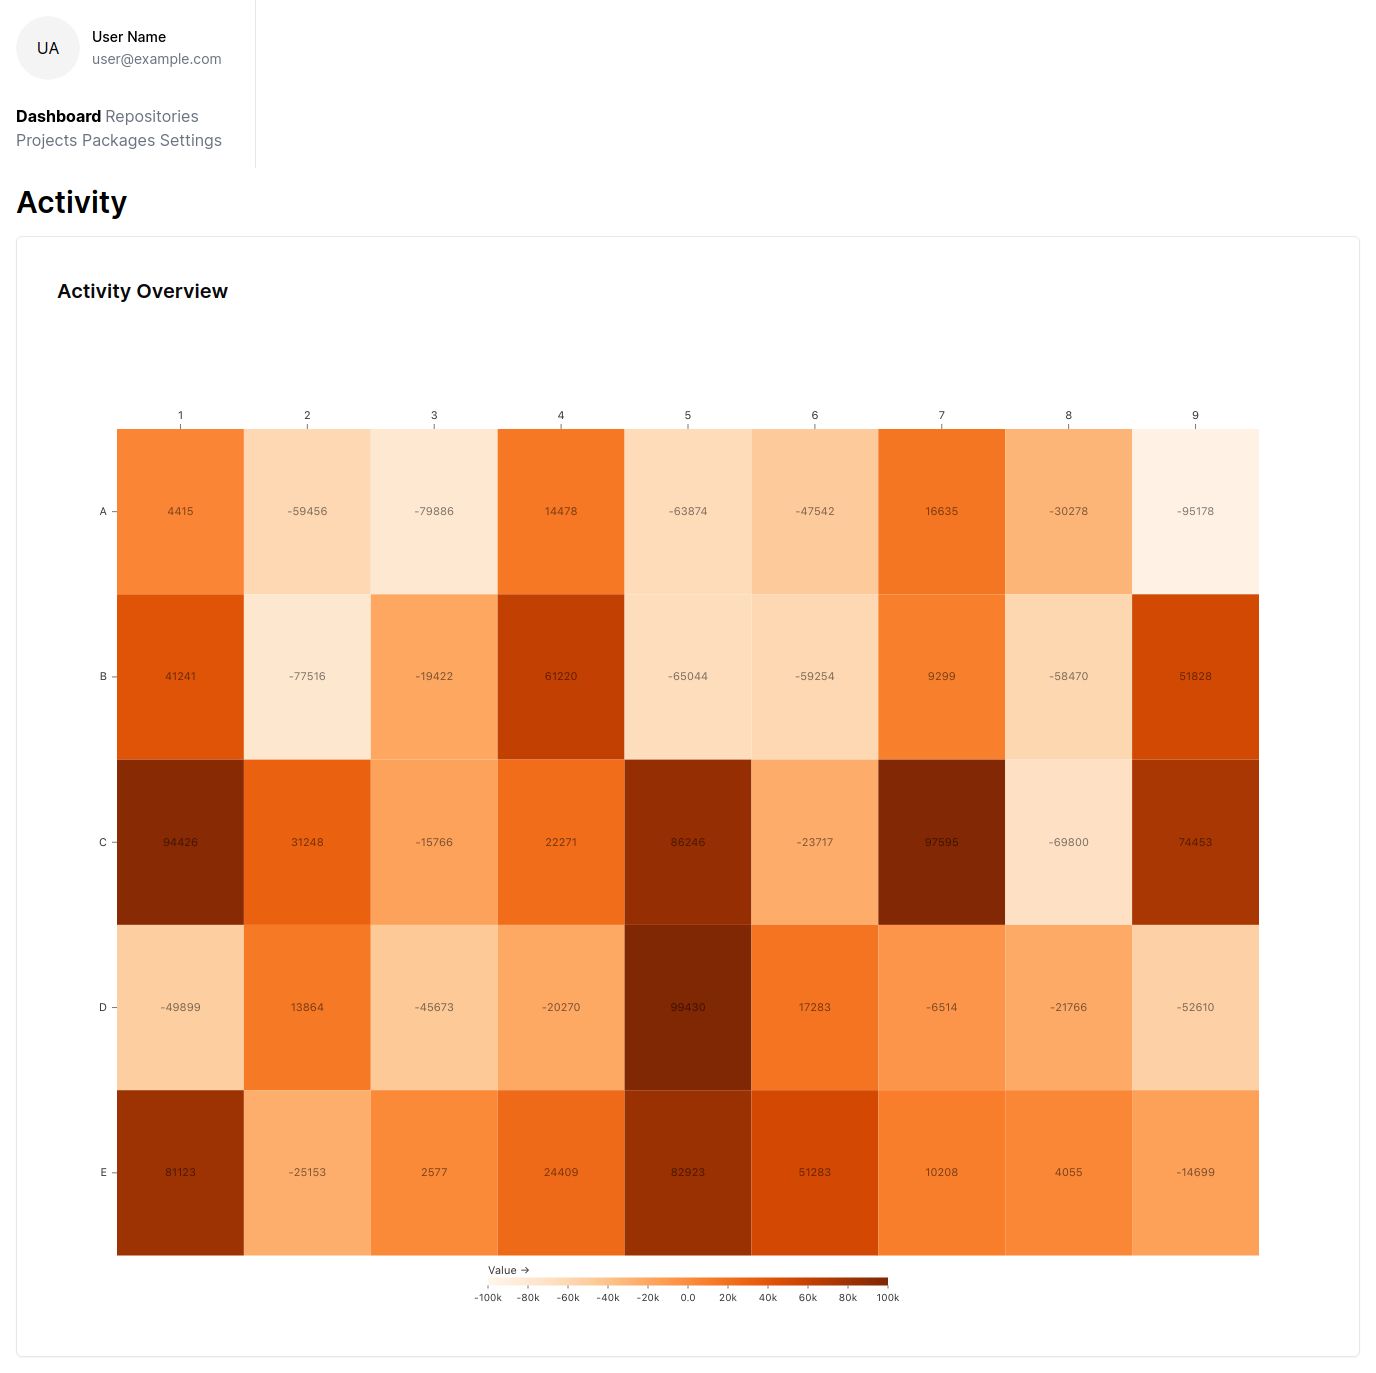 UA
User Name
user@example.com
Dashboard Repositories
Projects Packages Settings
Activity
Activity Overview
1 2 3 4 5 6 7 8 9
A 4415 -59456 -79886 14478 -63874 -47542 16635 -30278 -95178
B 41241 -77516 -19422 61220 -65044 -59254 9299 -58470 51828
C 94426 31248 -15766 22271 86246 -23717 97595 -69800 74453
D -49899 13864 -45673 -20270 99430 17283 -6514 -21766 -52610
E 81123 -25153 2577 24409 82923 51283 10208 4055 -14699
Value →
-100k -80k -60k -40k -20k 0.0 20k 40k 60k 80k 100k